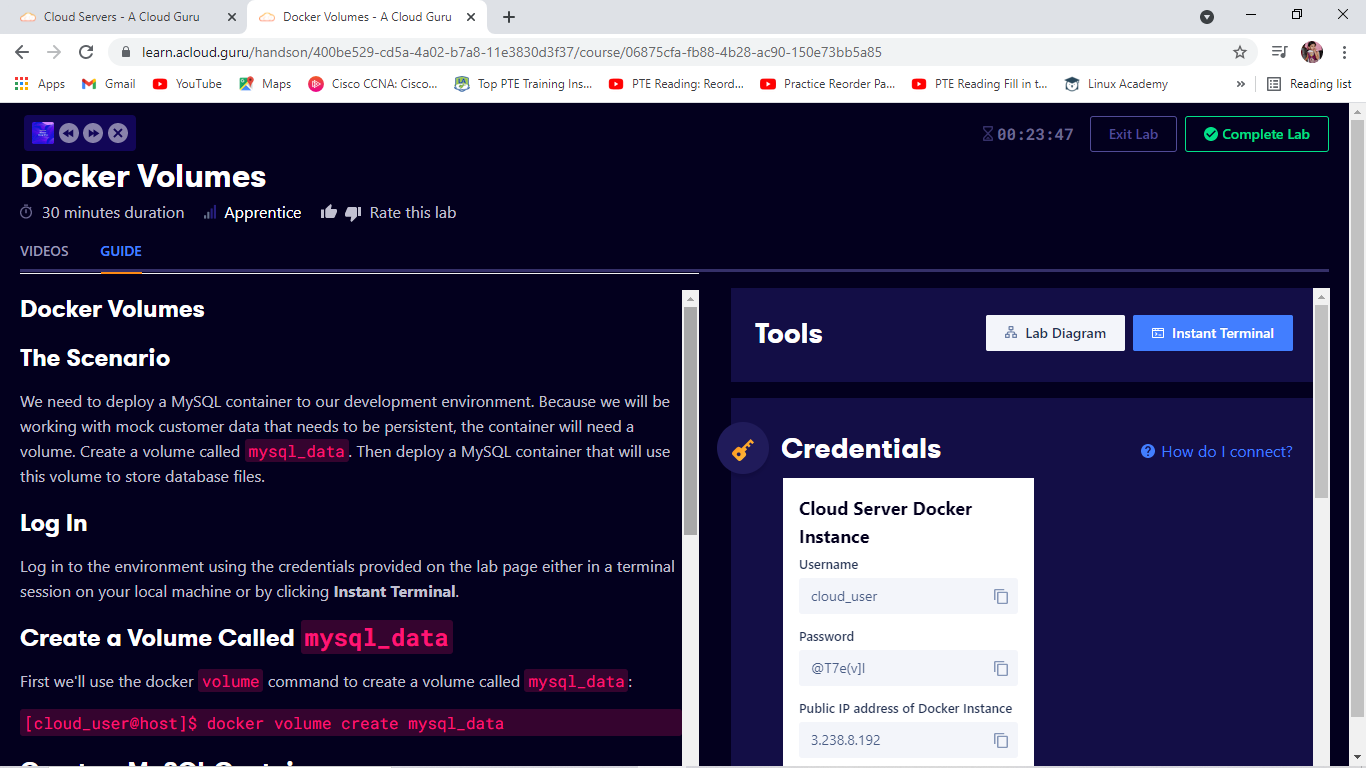 Cloud Servers - A Cloud Guru
Docker Volumes - A Cloud Guru
learn.acloud.guru/handson/400be529-cd5a-4a02-b7a8-11e3830d3f37/course/06875cfa-fb88-4b28-ac90-150e73bb5a85
Apps Gmail YouTube Maps Cisco CCNA: Cisco... Top PTE Training Ins... PTE Reading: Reord... Practice Reorder Pa... PTE Reading Fill in t... Linux Academy » Reading list
00:23:47 Exit Lab Complete Lab
Docker Volumes
30 minutes duration Apprentice Rate this lab
VIDEOS GUIDE
Docker Volumes
The Scenario
We need to deploy a MySQL container to our development environment. Because we will be
working with mock customer data that needs to be persistent, the container will need a
volume. Create a volume called mysql_data. Then deploy a MySQL container that will use
this volume to store database files.
Log In
Log in to the environment using the credentials provided on the lab page either in a terminal
session on your local machine or by clicking Instant Terminal.
Create a Volume Called mysql_data
First we'll use the docker volume command to create a volume called mysql_data:
[cloud_user@host]$ docker volume create mysql_data
Tools
Lab Diagram
Instant Terminal
Credentials
How do I connect?
Cloud Server Docker
Instance
Username
cloud_user
Password
@T7e(v]I
Public IP address of Docker Instance
3.238.8.192